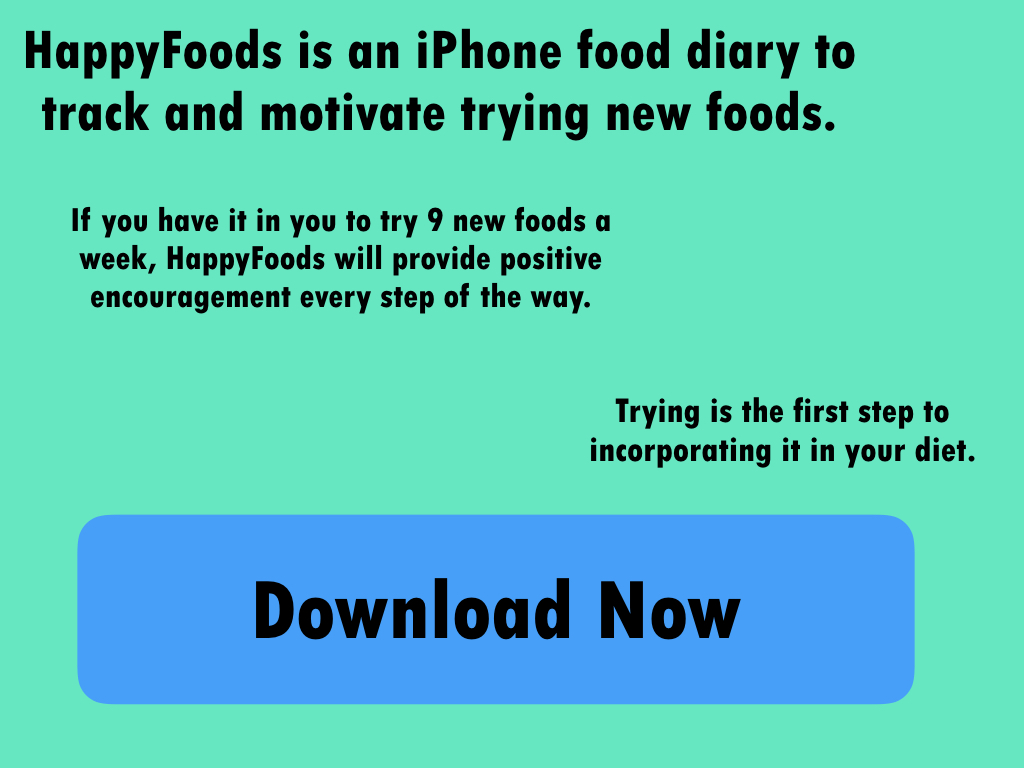 HappyFoods is an iPhone food diary to
track and motivate trying new foods.
If you have it in you to try 9 new foods a
week, HappyFoods will provide positive
encouragement every step of the way.
Trying is the first step to
incorporating it in your diet.
Download Now